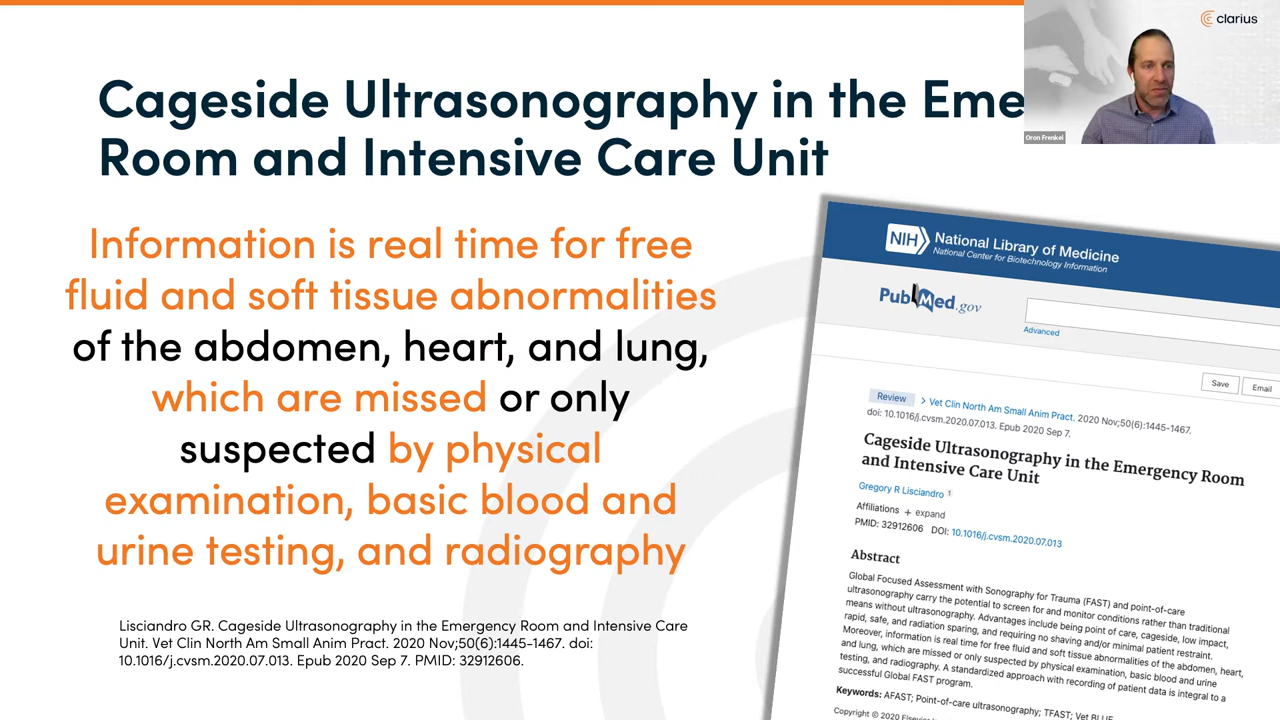 clarius
Oron Frenkel
Cageside Ultrasonography in the Eme
Room and Intensive Care Unit
Information is real time for free
fluid and soft tissue abnormalities
of the abdomen, heart, and lung,
which are missed or only
suspected by physical
examination, basic blood and
urine testing, and radiography
Lisciandro GR. Cageside Ultrasonography in the Emergency Room and Intensive Care
Unit. Vet Clin North Am Small Anim Pract. 2020 Nov;50(6):1445-1467. doi:
10.1016/j.cvsm.2020.07.013. Epub 2020 Sep 7. PMID: 32912606.
NIH National Library of Medicine
National Center for Biotechnology Information
PubMed.gov
Advanced
Save Email
Review > Vet Clin North Am Small Anim Pract. 2020 Nov;50(6):1445-1467.
doi: 10.1016/j.cvsm.2020.07.013. Epub 2020 Sep 7.
Cageside Ultrasonography in the Emergency Room
and Intensive Care Unit
Gregory R Lisciandro 1
Affiliations + expand
PMID: 32912606 DOI: 10.1016/j.cvsm.2020.07.013
Abstract
Global Focused Assessment with Sonography for Trauma (FAST) and point-of-care
ultrasonography carry the potential to screen for and monitor conditions rather than traditional
means without ultrasonography. Advantages include being point of care, cageside, low impact,
rapid, safe, and radiation sparing, and requiring no shaving and/or minimal patient restraint.
Moreover, information is real time for free fluid and soft tissue abnormalities of the abdomen, heart,
and lung, which are missed or only suspected by physical examination, basic blood and urine
testing, and radiography. A standardized approach with recording of patient data is integral to a
successful Global FAST program.
Keywords: AFAST; Point-of-care ultrasonography; TFAST; Vet BLUE
Copyright © 2020